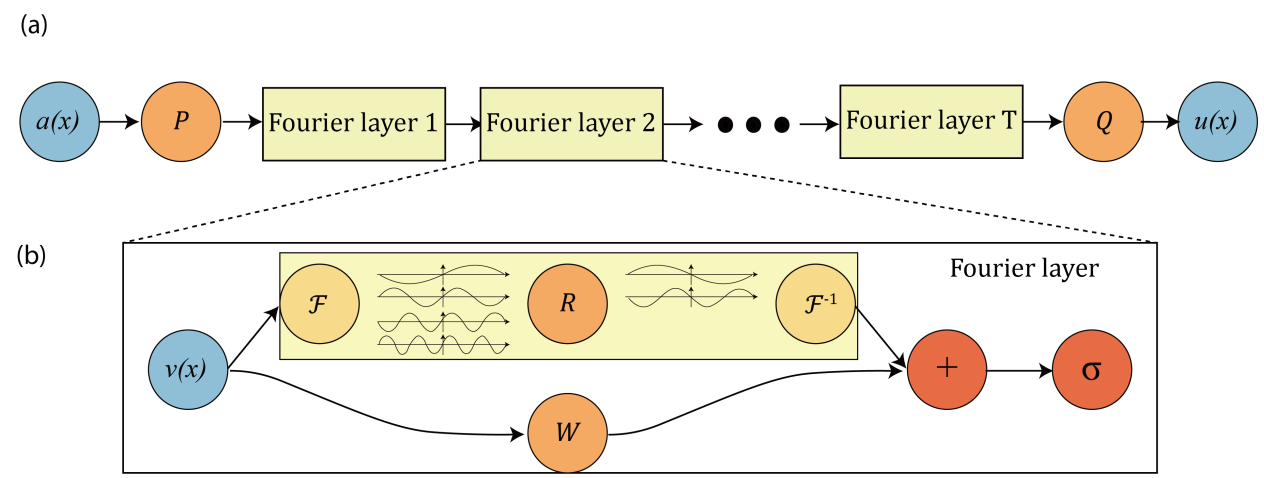 (a)
a(x)
P
Fourier layer 1
Fourier layer 2
Fourier layer T
Q
u(x)
(b)
Fourier layer
v(x)
ℱ
R
ℱ⁻¹
W
+
σ